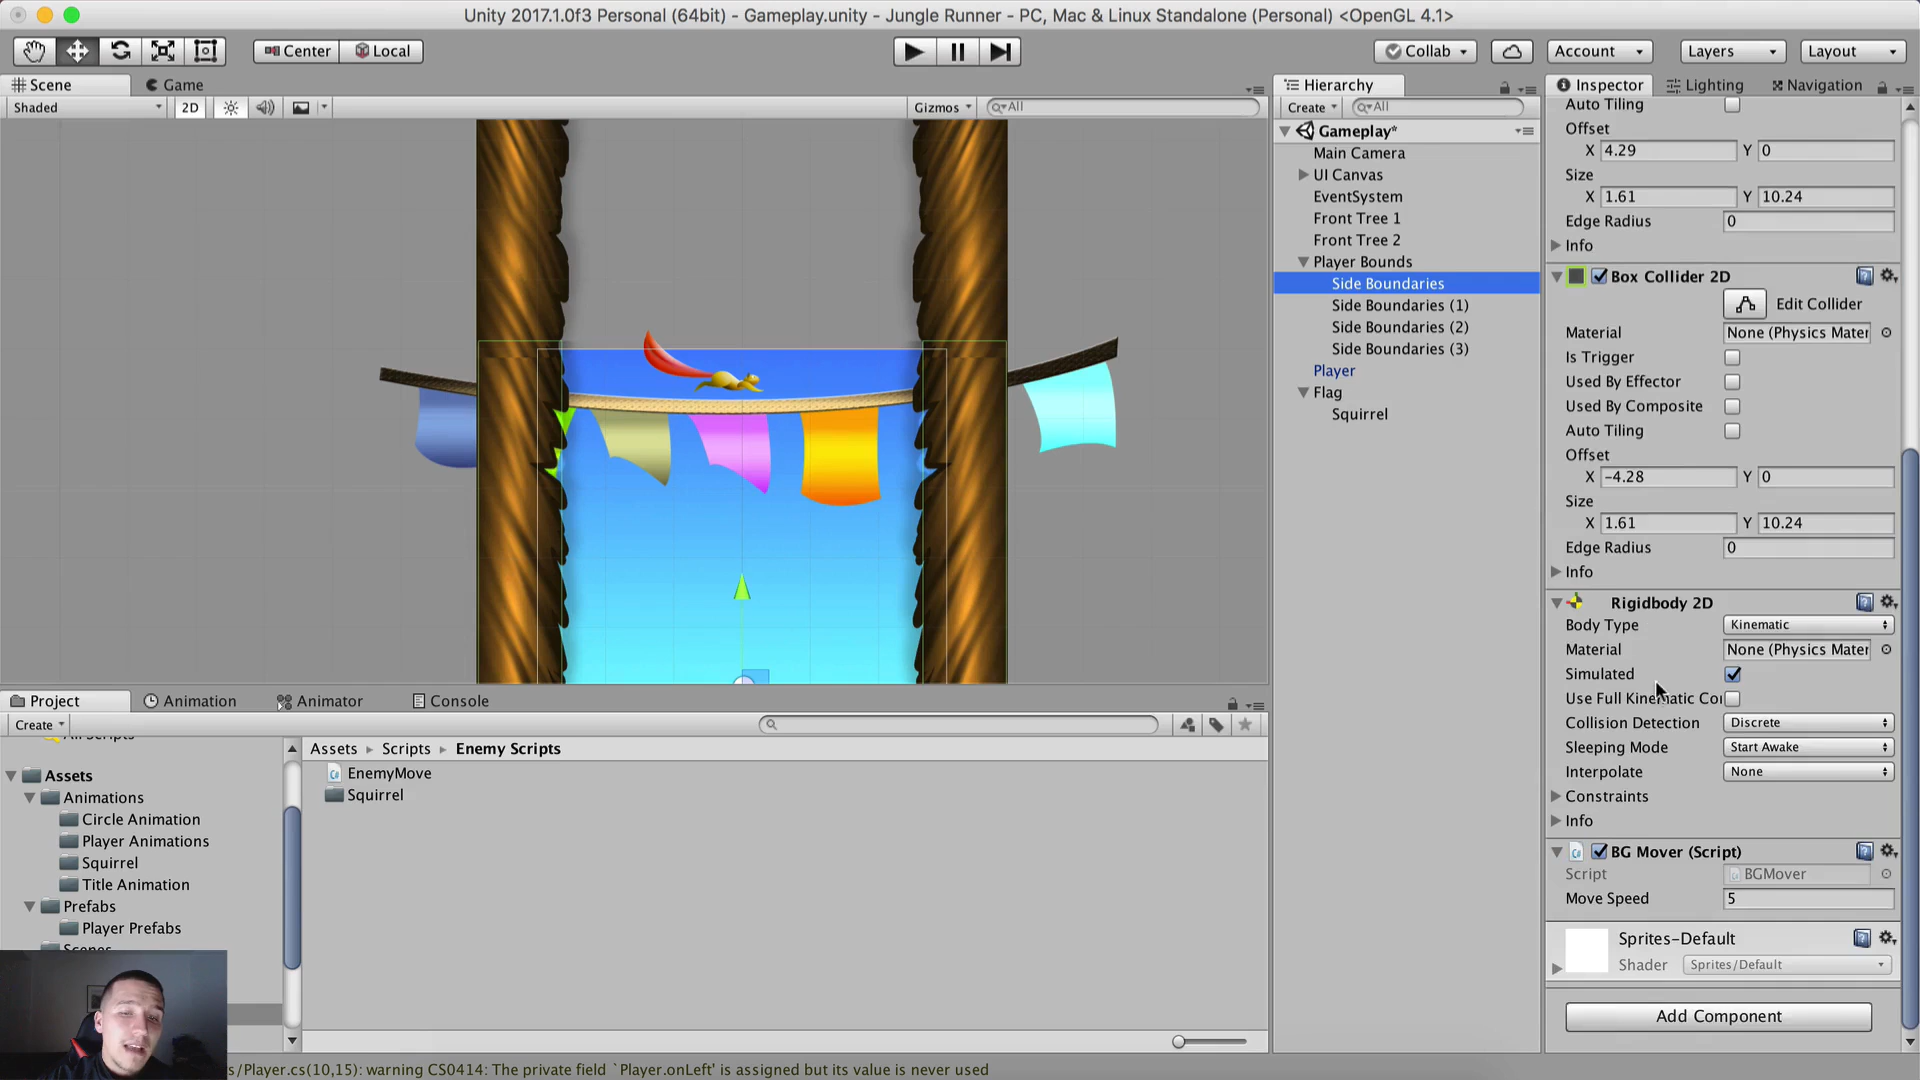 Unity 2017.1.0f3 Personal (64bit) - Gameplay.unity - Jungle Runner - PC, Mac & Linux Standalone (Personal) <OpenGL 4.1>
Center Local Collab Account Layers Layout
Scene Game
Shaded 2D Gizmos All
Hierarchy
Create All
Gameplay*
Main Camera
UI Canvas
EventSystem
Front Tree 1
Front Tree 2
Player Bounds
Side Boundaries
Side Boundaries (1)
Side Boundaries (2)
Side Boundaries (3)
Player
Flag
Squirrel
Inspector Lighting Navigation
Auto Tiling
Offset
X 4.29 Y 0
Size
X 1.61 Y 10.24
Edge Radius 0
Info
Box Collider 2D
Edit Collider
Material None (Physics Mater
Is Trigger
Used By Effector
Used By Composite
Auto Tiling
Offset
X -4.28 Y 0
Size
X 1.61 Y 10.24
Edge Radius 0
Info
Rigidbody 2D
Body Type Kinematic
Material None (Physics Mater
Simulated
Use Full Kinematic Co
Collision Detection Discrete
Sleeping Mode Start Awake
Interpolate None
Constraints
Info
BG Mover (Script)
Script BGMover
Move Speed 5
Sprites-Default
Shader Sprites/Default
Add Component
Project Animation Animator Console
Create
All Scripts
Assets
Animations
Circle Animation
Player Animations
Squirrel
Title Animation
Prefabs
Player Prefabs
Scenes
Assets Scripts Enemy Scripts
EnemyMove
Squirrel
s/Player.cs(10,15): warning CS0414: The private field `Player.onLeft' is assigned but its value is never used